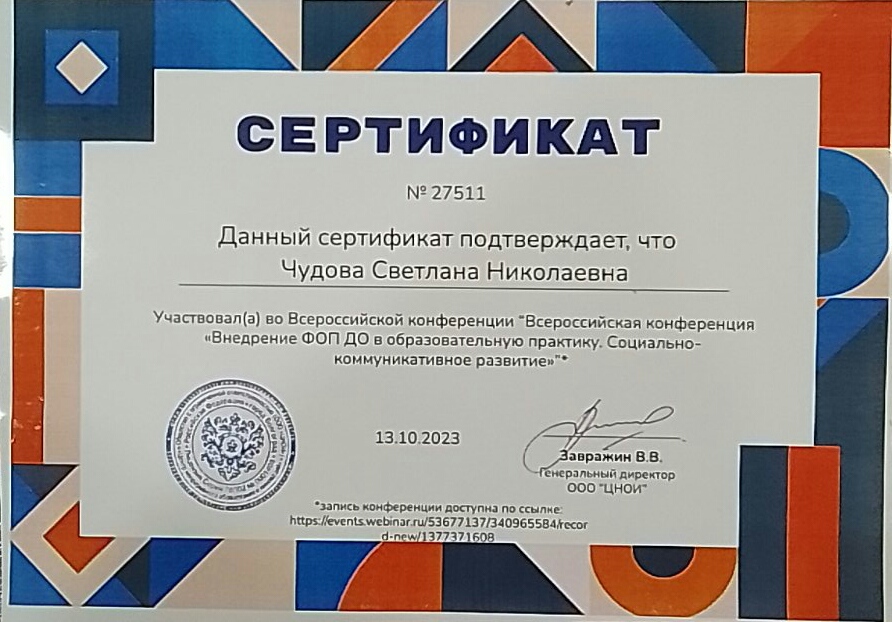 СЕРТИФИКАТ
№ 27511
Данный сертификат подтверждает, что
Чудова Светлана Николаевна
Участвовал(а) во Всероссийской конференции "Всероссийская конференция
«Внедрение ФОП ДО в образовательную практику. Социально-
коммуникативное развитие»"*
13.10.2023
Завражин В.В.
Генеральный директор
ООО "ЦНОИ"
*запись конференции доступна по ссылке:
https://events.webinar.ru/53677137/340965584/recor
d-new/1377371608